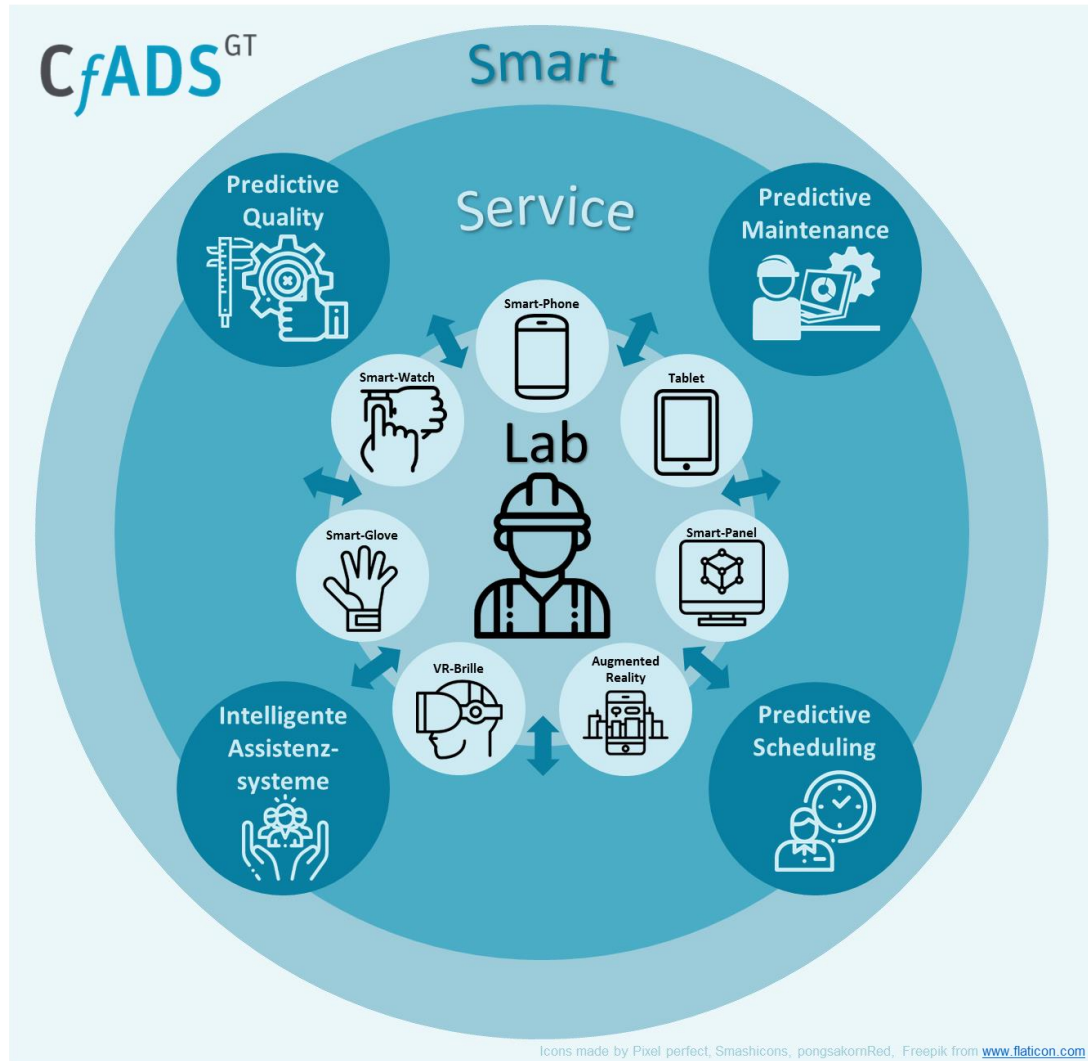 CfADS GT
Smart
Service
Predictive
Quality
Predictive
Maintenance
Smart-Phone
Smart-Watch
Tablet
Lab
Smart-Glove
Smart-Panel
VR-Brille
Augmented
Reality
Intelligente
Assistenz-
systeme
Predictive
Scheduling
Icons made by Pixel perfect, Smashicons, pongsakornRed, Freepik from www.flaticon.com